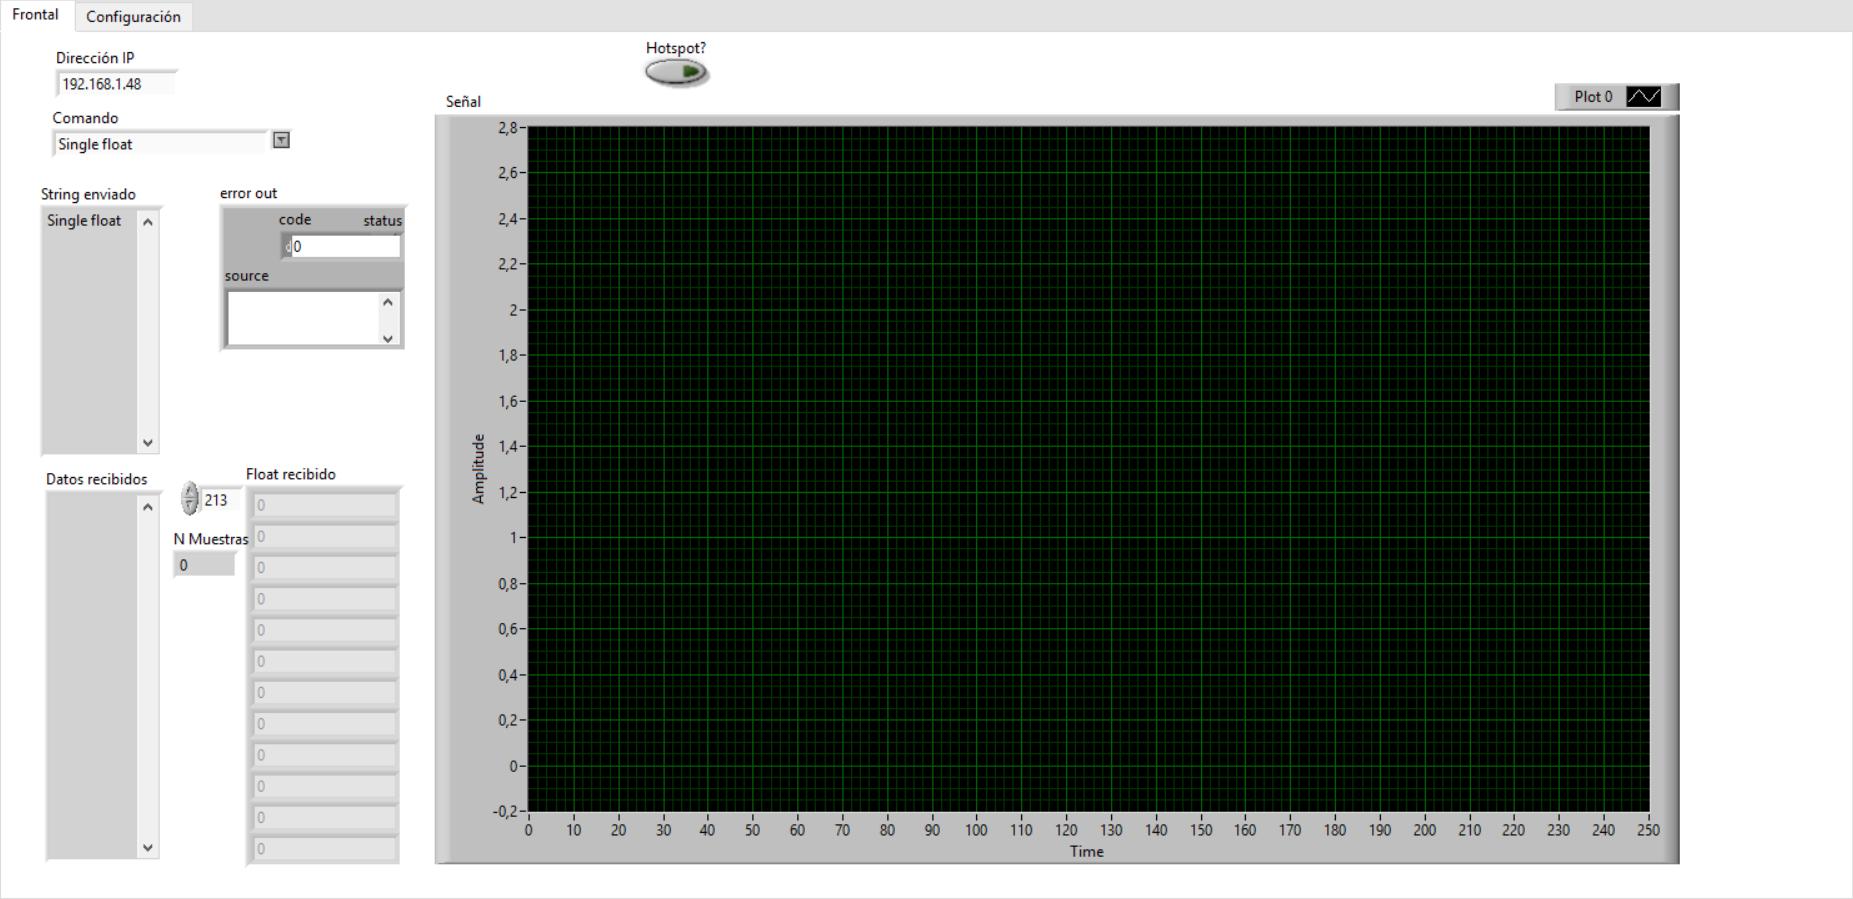 Frontal
Configuración
Dirección IP
192.168.1.48
Comando
Single float
String enviado
Single float
error out
code
status
d
0
source
Datos recibidos
213
N Muestras
0
Float recibido
0
0
0
0
0
0
0
0
0
0
0
0
Hotspot?
Señal
Plot 0
Amplitude
2,8
2,6
2,4
2,2
2
1,8
1,6
1,4
1,2
1
0,8
0,6
0,4
0,2
0
-0,2
0 10 20 30 40 50 60 70 80 90 100 110 120 130 140 150 160 170 180 190 200 210 220 230 240 250
Time